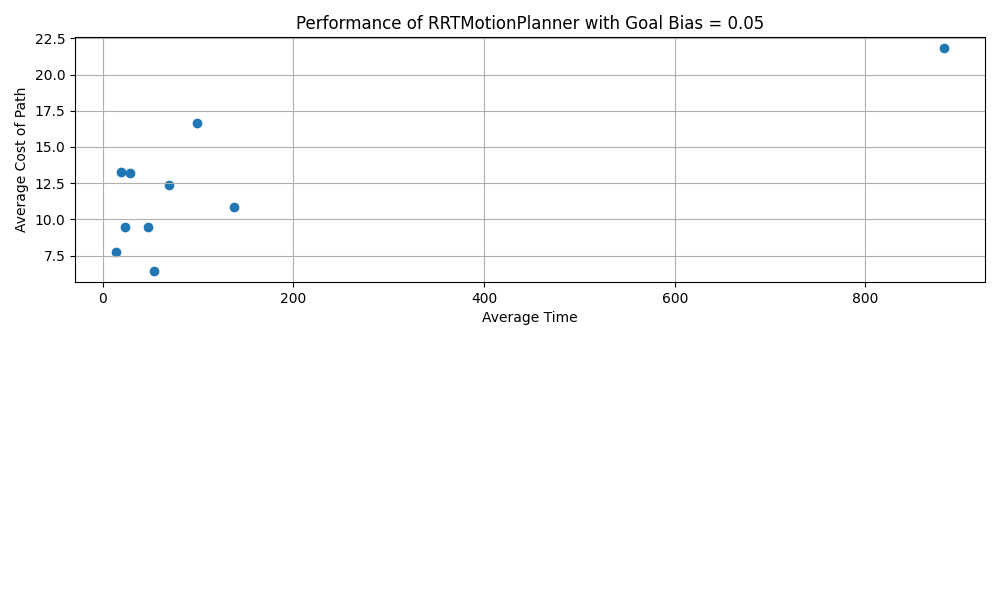 Performance of RRTMotionPlanner with Goal Bias = 0.05
22.5
20.0
17.5
15.0
12.5
10.0
7.5
Average Cost of Path
0 200 400 600 800
Average Time